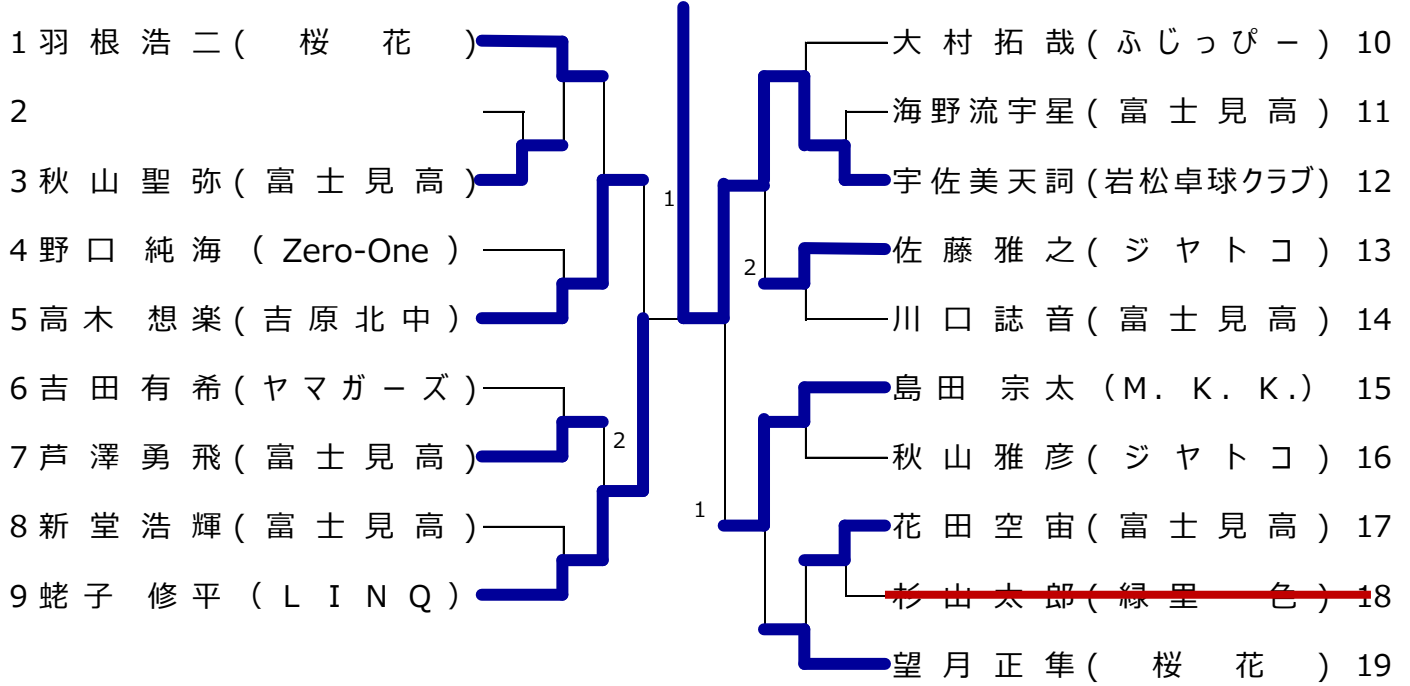 1 羽根浩二(桜花)
2
3 秋山聖弥(富士見高)
4 野口純海(Zero-One)
5 高木想楽(吉原北中)
6 吉田有希(ヤマガーズ)
7 芦澤勇飛(富士見高)
8 新堂浩輝(富士見高)
9 蛯子修平(LINQ)
1
2
大村拓哉(ふじっぴー) 10
海野流宇星(富士見高) 11
宇佐美天詞(岩松卓球クラブ) 12
佐藤雅之(ジヤトコ) 13
川口誌音(富士見高) 14
島田宗太(M.K.K.) 15
秋山雅彦(ジヤトコ) 16
花田空宙(富士見高) 17
杉山太郎(緑里色) 18
望月正隼(桜花) 19
2
1